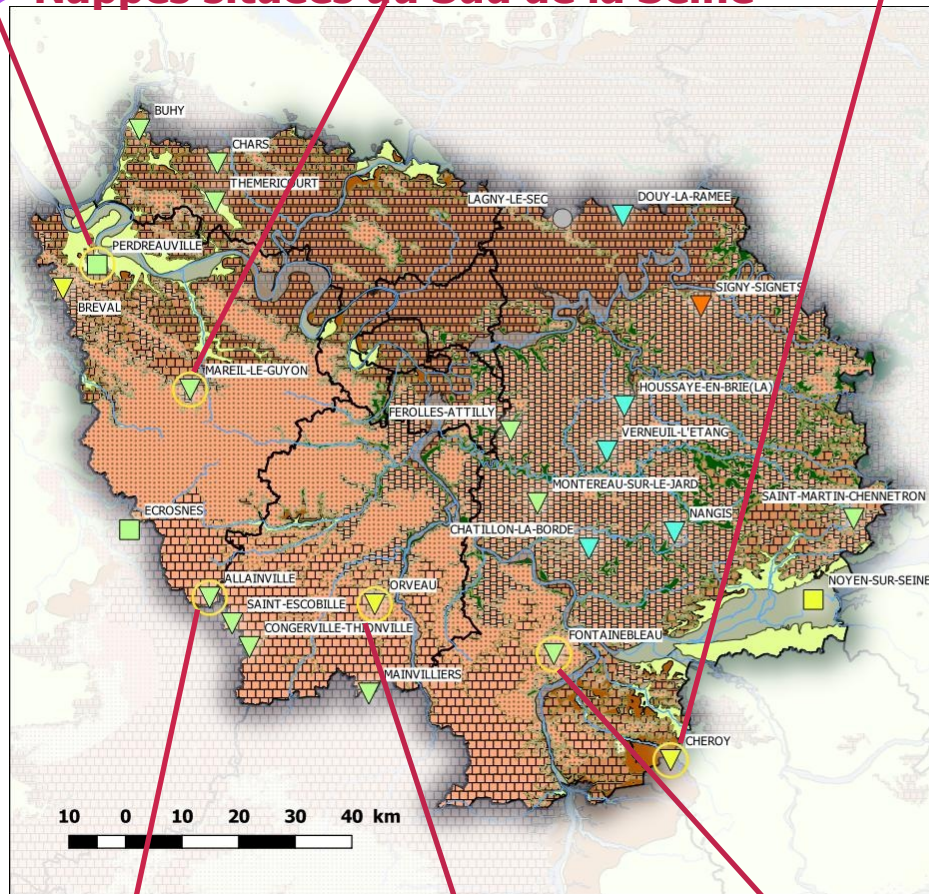 Nappes situées au Sud de la Seine
BUHY
CHARS
THEMERICOURT
LAGNY-LE-SEC
DOUY-LA-RAMEE
PERDREAUVILLE
SIGNY-SIGNETS
BREVAL
MAREIL-LE-GUYON
HOUSSAYE-EN-BRIE(LA)
FEROLLES-ATTILLY
VERNEUIL-L'ETANG
MONTEREAU-SUR-LE-JARD
SAINT-MARTIN-CHENNETRON
ECROSNES
NANGIS
CHATILLON-LA-BORDE
ALLAINVILLE
ORVEAU
NOYEN-SUR-SEINE
SAINT-ESCOBILLE
CONGERVILLE-THIONVILLE
FONTAINEBLEAU
MAINVILLIERS
CHEROY
10 0 10 20 30 40 km